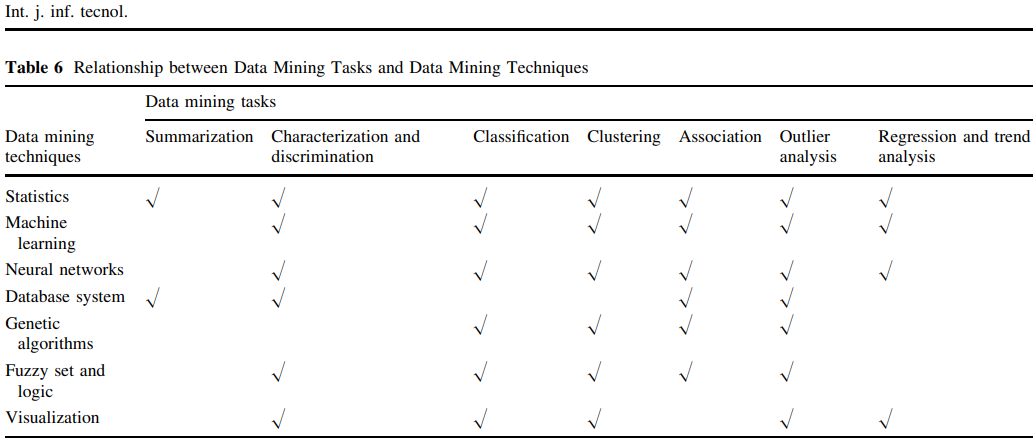 Int. j. inf. tecnol.
Table 6 Relationship between Data Mining Tasks and Data Mining Techniques
Data mining tasks
Data mining Summarization Characterization and Classification Clustering Association Outlier Regression and trend
techniques discrimination analysis analysis
Statistics √ √ √ √ √ √ √
Machine √ √ √ √ √ √
learning
Neural networks √ √ √ √ √ √
Database system √ √ √ √
Genetic √ √ √ √
algorithms
Fuzzy set and √ √ √ √ √
logic
Visualization √ √ √ √ √